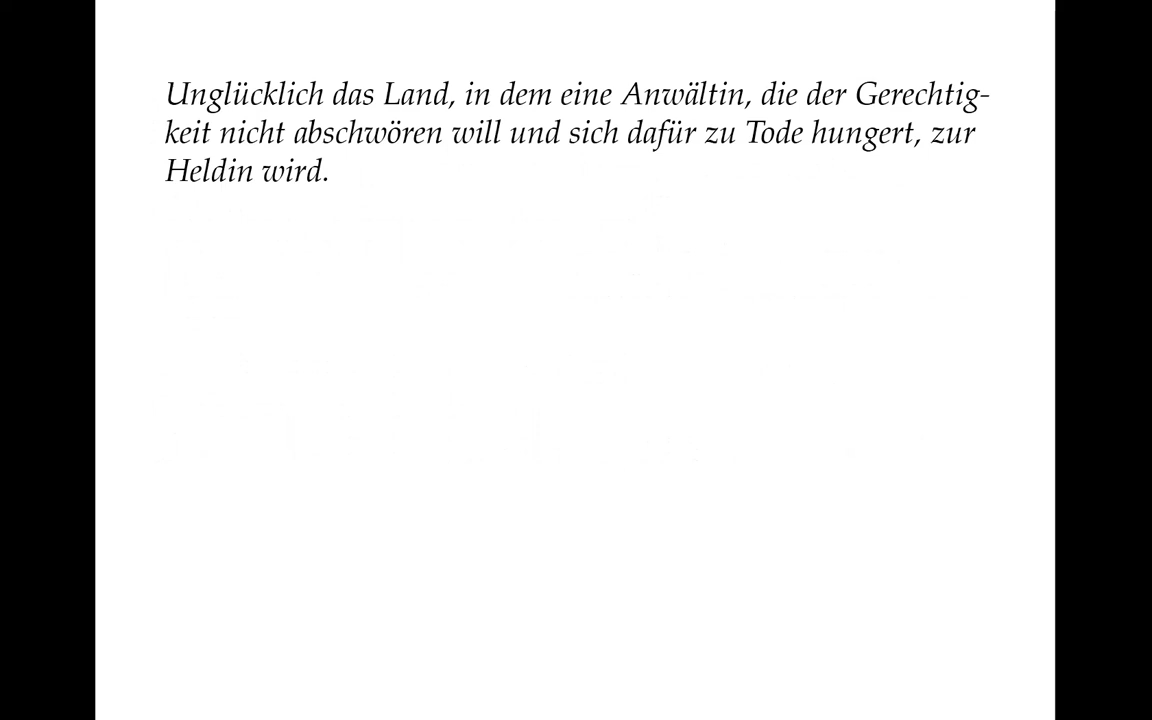 Unglücklich das Land, in dem eine Anwältin, die der Gerechtig-
keit nicht abschwören will und sich dafür zu Tode hungert, zur
Heldin wird.